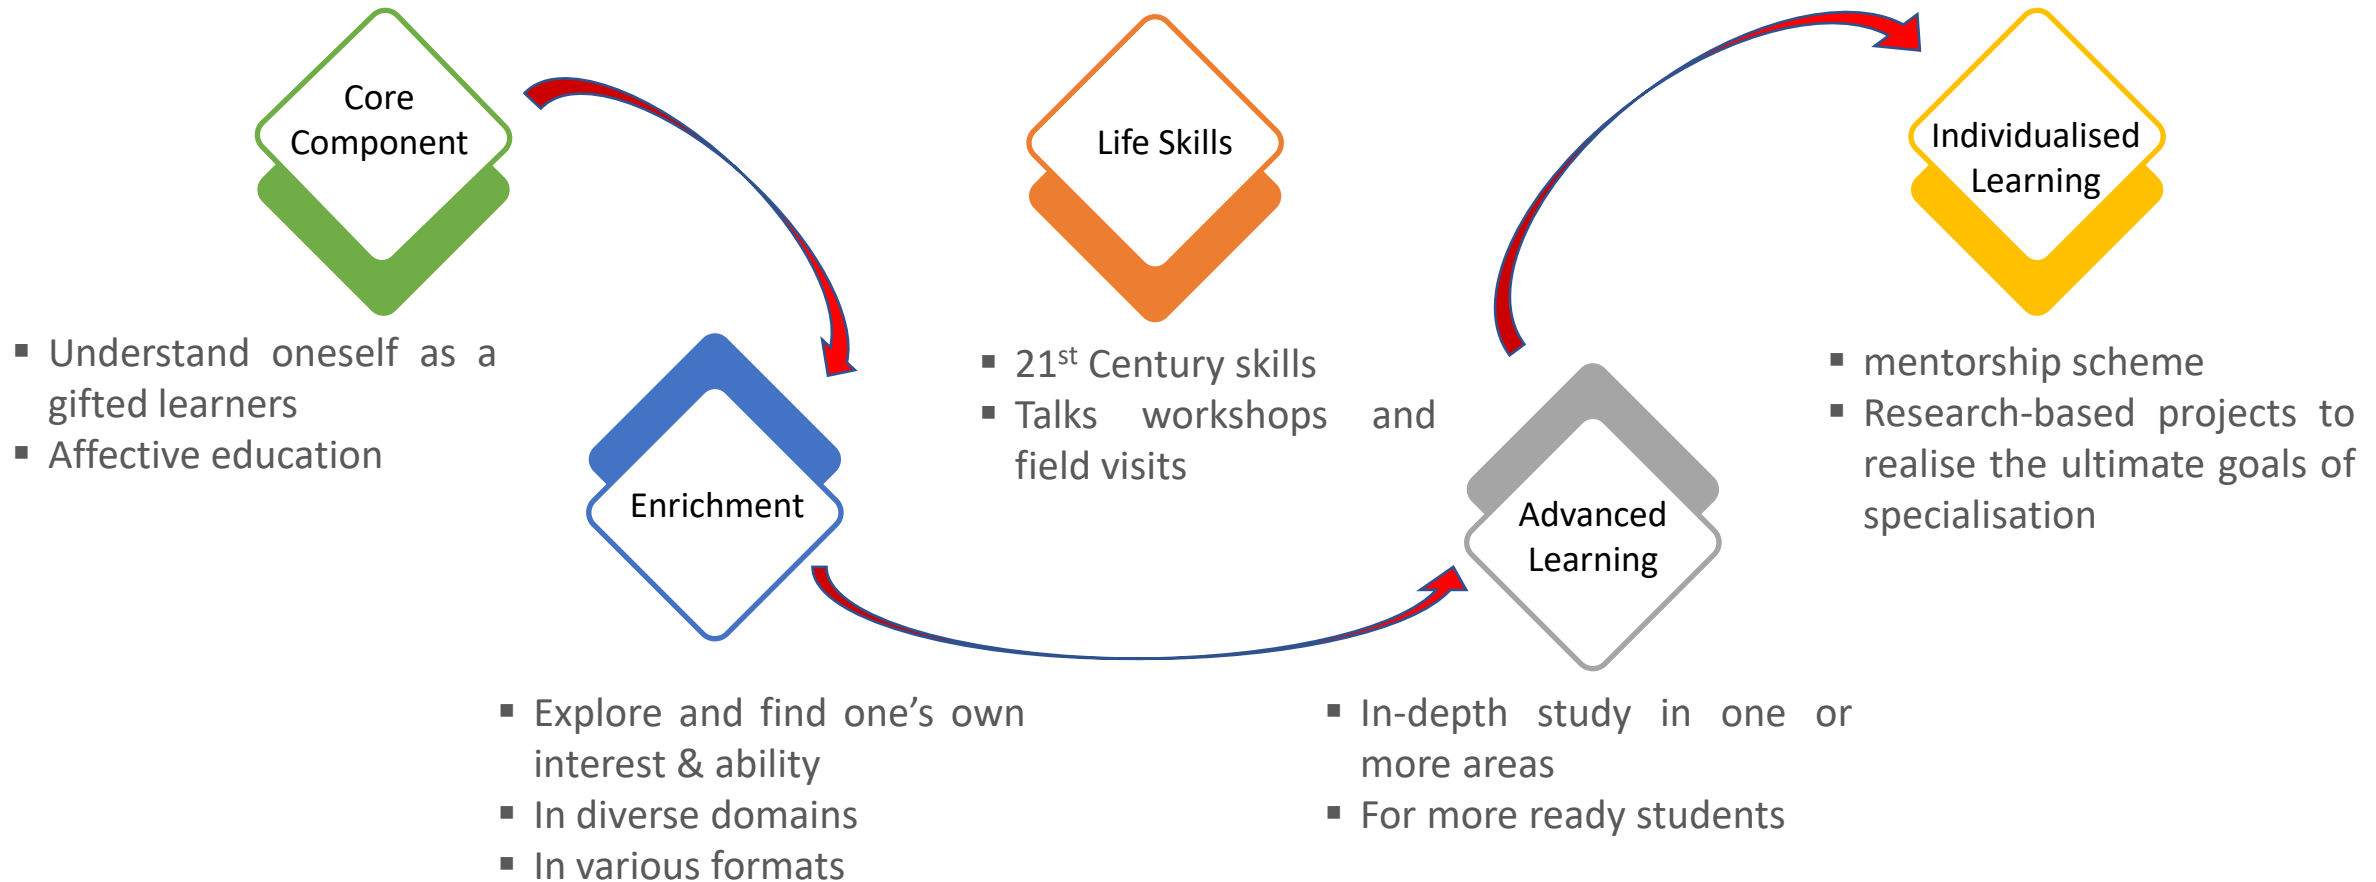 Core
Component
▪ Understand oneself as a
gifted learners
▪ Affective education
Enrichment
▪ Explore and find one’s own
interest & ability
▪ In diverse domains
▪ In various formats
Life Skills
▪ 21st Century skills
▪ Talks workshops and
field visits
Advanced
Learning
▪ In-depth study in one or
more areas
▪ For more ready students
Individualised
Learning
▪ mentorship scheme
▪ Research-based projects to
realise the ultimate goals of
specialisation